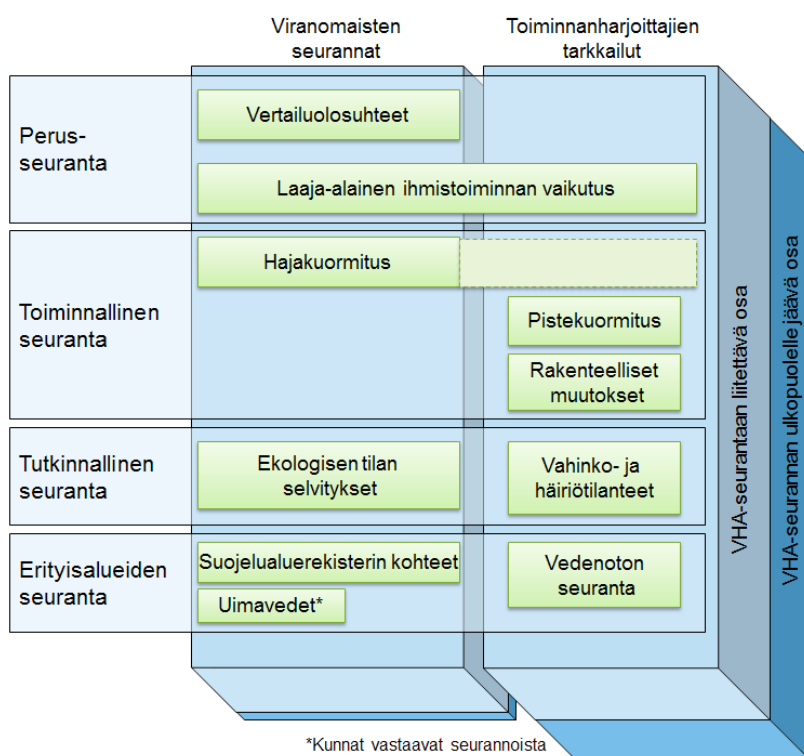 Viranomaisten
seurannat
Toiminnanharjoittajien
tarkkailut
Perus-
seuranta
Vertailuolosuhteet
Laaja-alainen ihmistoiminnan vaikutus
Toiminnallinen
seuranta
Hajakuormitus
Pistekuormitus
Rakenteelliset
muutokset
Tutkinnallinen
seuranta
Ekologisen tilan
selvitykset
Vahinko- ja
häiriötilanteet
Erityisalueiden
seuranta
Suojelualuerekisterin kohteet
Uimavedet*
Vedenoton
seuranta
VHA-seurantaan liitettävä osa
VHA-seurannan ulkopuolelle jäävä osa
*Kunnat vastaavat seurannoista